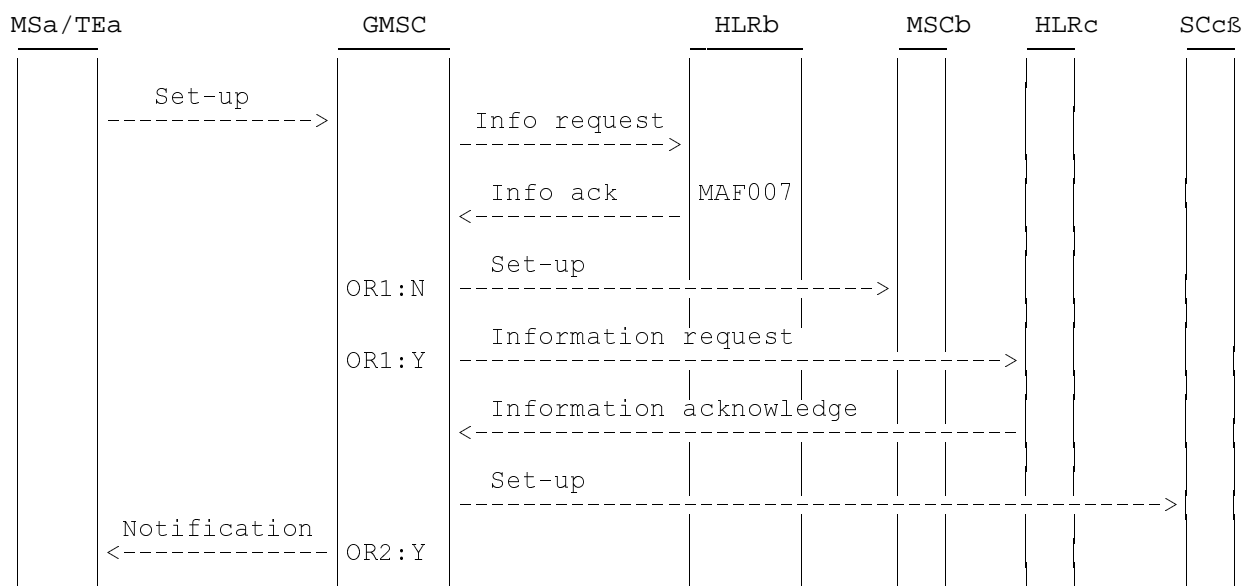 MSa/TEa GMSC HLRb MSCb HLRc SCcß
Set-up
Info request
Info ack MAF007
Set-up
OR1:N
Information request
OR1:Y
Information acknowledge
Set-up
Notification
OR2:Y